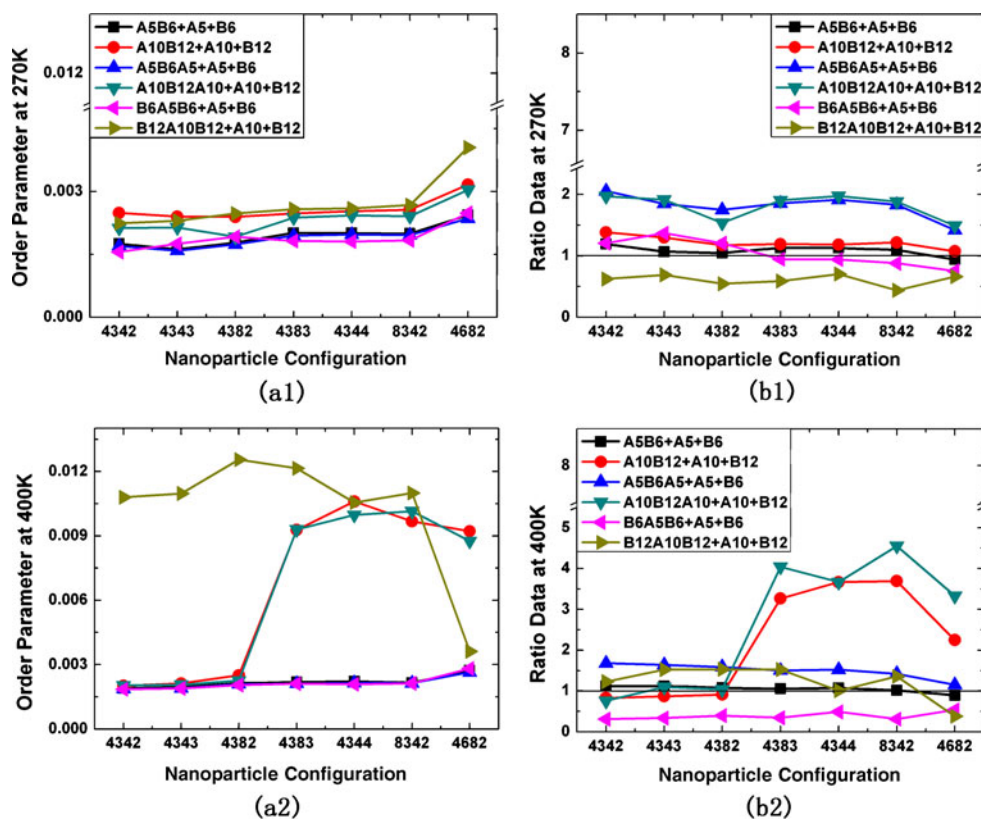 Order Parameter at 270K
0.012
0.003
0.000
A5B6+A5+B6
A10B12+A10+B12
A5B6A5+A5+B6
A10B12A10+A10+B12
B6A5B6+A5+B6
B12A10B12+A10+B12
4342 4343 4382 4383 4344 8342 4682
Nanoparticle Configuration
(a1)
Ratio Data at 270K
8
7
2
1
0
A5B6+A5+B6
A10B12+A10+B12
A5B6A5+A5+B6
A10B12A10+A10+B12
B6A5B6+A5+B6
B12A10B12+A10+B12
4342 4343 4382 4383 4344 8342 4682
Nanoparticle Configuration
(b1)
Order Parameter at 400K
0.012
0.009
0.006
0.003
0.000
4342 4343 4382 4383 4344 8342 4682
Nanoparticle Configuration
(a2)
Ratio Data at 400K
8
5
4
3
2
1
0
A5B6+A5+B6
A10B12+A10+B12
A5B6A5+A5+B6
A10B12A10+A10+B12
B6A5B6+A5+B6
B12A10B12+A10+B12
4342 4343 4382 4383 4344 8342 4682
Nanoparticle Configuration
(b2)